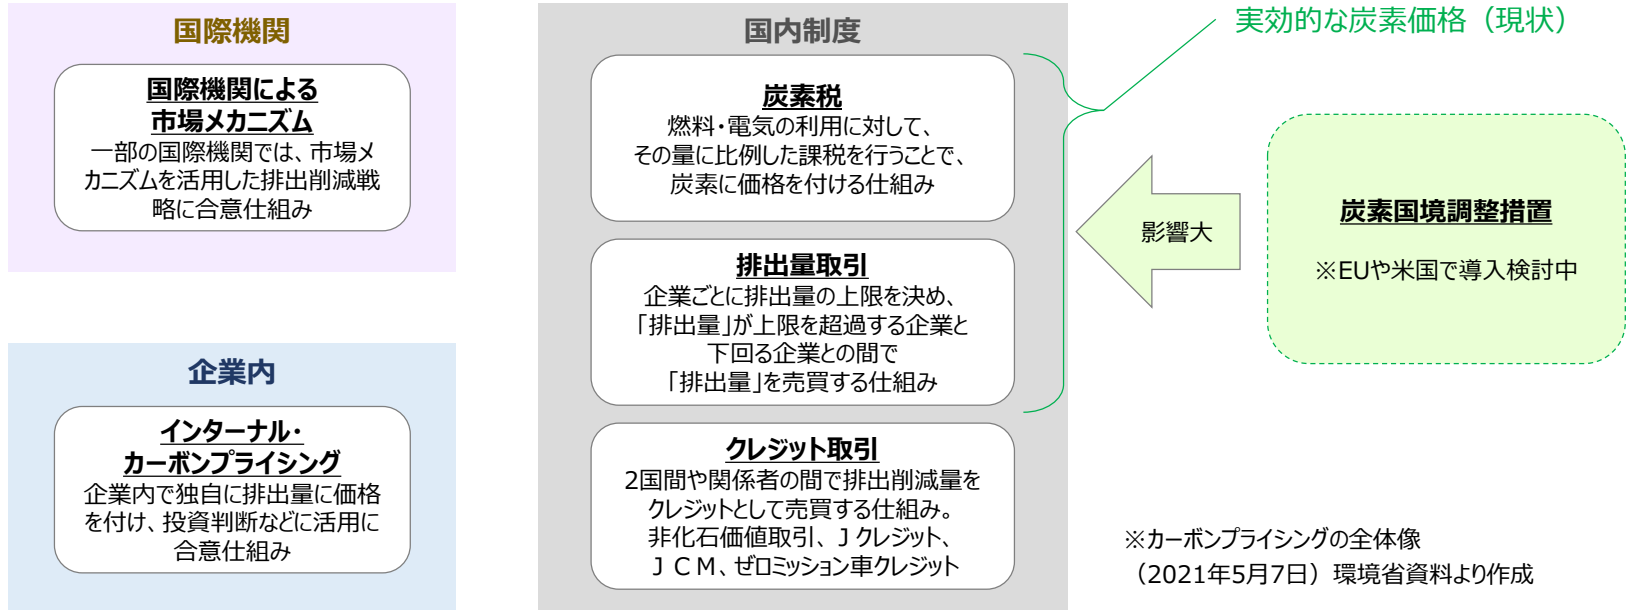 国際機関
国際機関による
市場メカニズム
一部の国際機関では、市場メ
カニズムを活用した排出削減戦
略に合意仕組み
企業内
インターナル・
カーボンプライシング
企業内で独自に排出量に価格
を付け、投資判断などに活用に
合意仕組み
国内制度
炭素税
燃料・電気の利用に対して、
その量に比例した課税を行うことで、
炭素に価格を付ける仕組み
排出量取引
企業ごとに排出量の上限を決め、
「排出量」が上限を超過する企業と
下回る企業との間で
「排出量」を売買する仕組み
クレジット取引
2国間や関係者の間で排出削減量を
クレジットとして売買する仕組み。
非化石価値取引、Jクレジット、
JCM、ゼロミッション車クレジット
実効的な炭素価格（現状）
影響大
炭素国境調整措置
※EUや米国で導入検討中
※カーボンプライシングの全体像
（2021年5月7日）環境省資料より作成